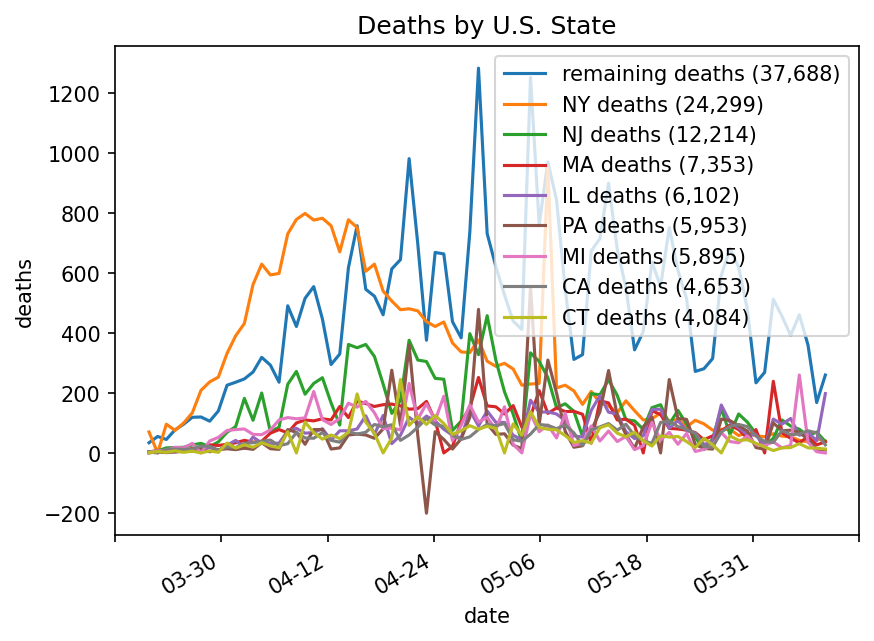 Deaths by U.S. State
remaining deaths (37,688)
NY deaths (24,299)
NJ deaths (12,214)
MA deaths (7,353)
IL deaths (6,102)
PA deaths (5,953)
MI deaths (5,895)
CA deaths (4,653)
CT deaths (4,084)
deaths
1200
1000
800
600
400
200
0
−200
03-30
04-12
04-24
05-06
05-18
05-31
date